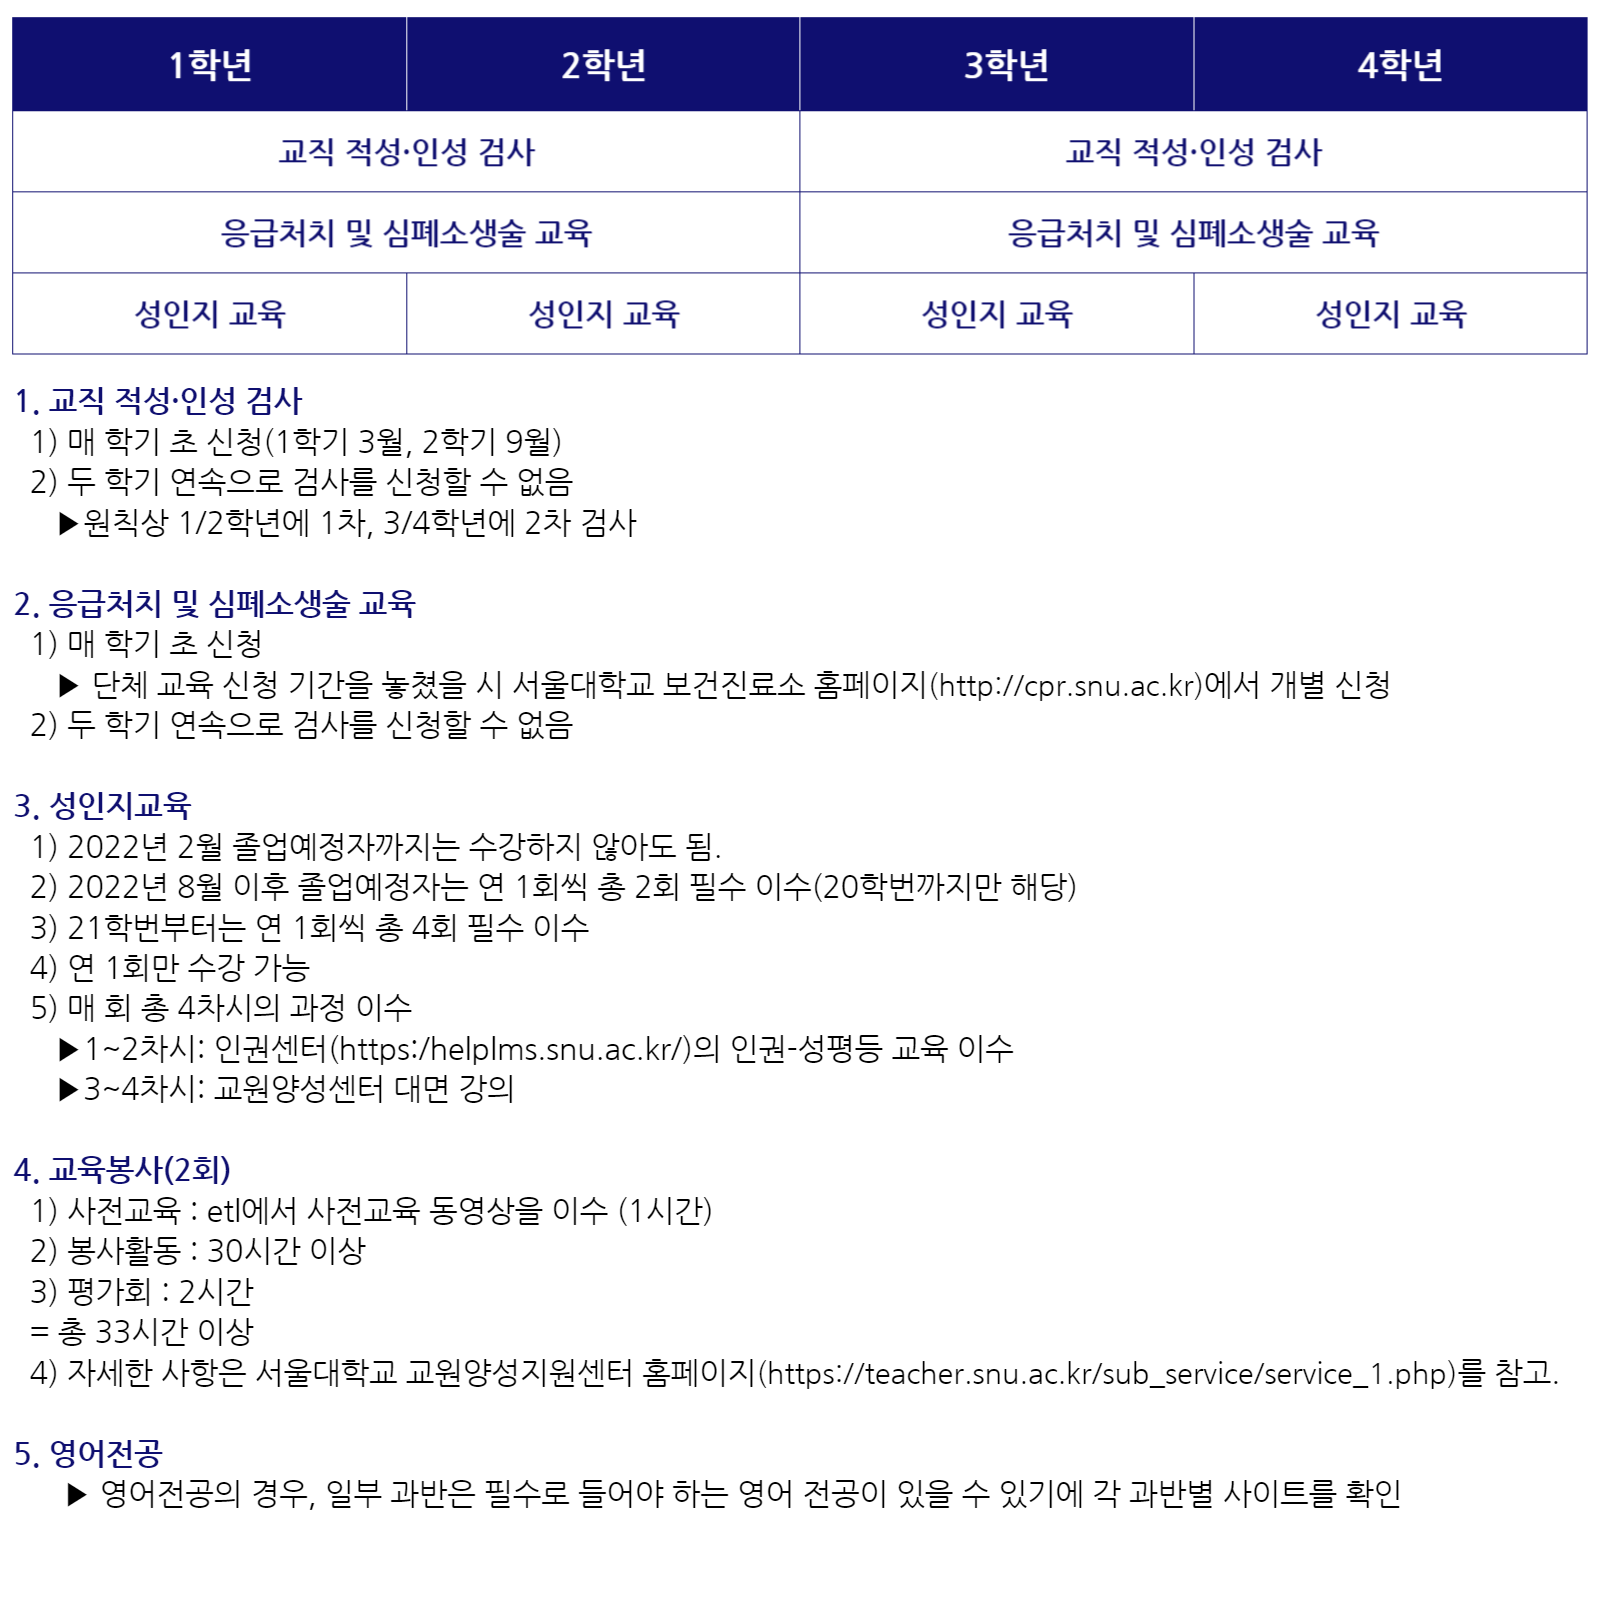 1학년 2학년 3학년 4학년
교직 적성·인성 검사 교직 적성·인성 검사
응급처치 및 심폐소생술 교육 응급처치 및 심폐소생술 교육
성인지 교육 성인지 교육 성인지 교육 성인지 교육
1. 교직 적성·인성 검사
1) 매 학기 초 신청(1학기 3월, 2학기 9월)
2) 두 학기 연속으로 검사를 신청할 수 없음
▶원칙상 1/2학년에 1차, 3/4학년에 2차 검사
2. 응급처치 및 심폐소생술 교육
1) 매 학기 초 신청
▶ 단체 교육 신청 기간을 놓쳤을 시 서울대학교 보건진료소 홈페이지(http://cpr.snu.ac.kr)에서 개별 신청
2) 두 학기 연속으로 검사를 신청할 수 없음
3. 성인지교육
1) 2022년 2월 졸업예정자까지는 수강하지 않아도 됨.
2) 2022년 8월 이후 졸업예정자는 연 1회씩 총 2회 필수 이수(20학번까지만 해당)
3) 21학번부터는 연 1회씩 총 4회 필수 이수
4) 연 1회만 수강 가능
5) 매 회 총 4차시의 과정 이수
▶1~2차시: 인권센터(https:/helplms.snu.ac.kr/)의 인권-성평등 교육 이수
▶3~4차시: 교원양성센터 대면 강의
4. 교육봉사(2회)
1) 사전교육 : etl에서 사전교육 동영상을 이수 (1시간)
2) 봉사활동 : 30시간 이상
3) 평가회 : 2시간
= 총 33시간 이상
4) 자세한 사항은 서울대학교 교원양성지원센터 홈페이지(https://teacher.snu.ac.kr/sub_service/service_1.php)를 참고.
5. 영어전공
▶ 영어전공의 경우, 일부 과반은 필수로 들어야 하는 영어 전공이 있을 수 있기에 각 과반별 사이트를 확인